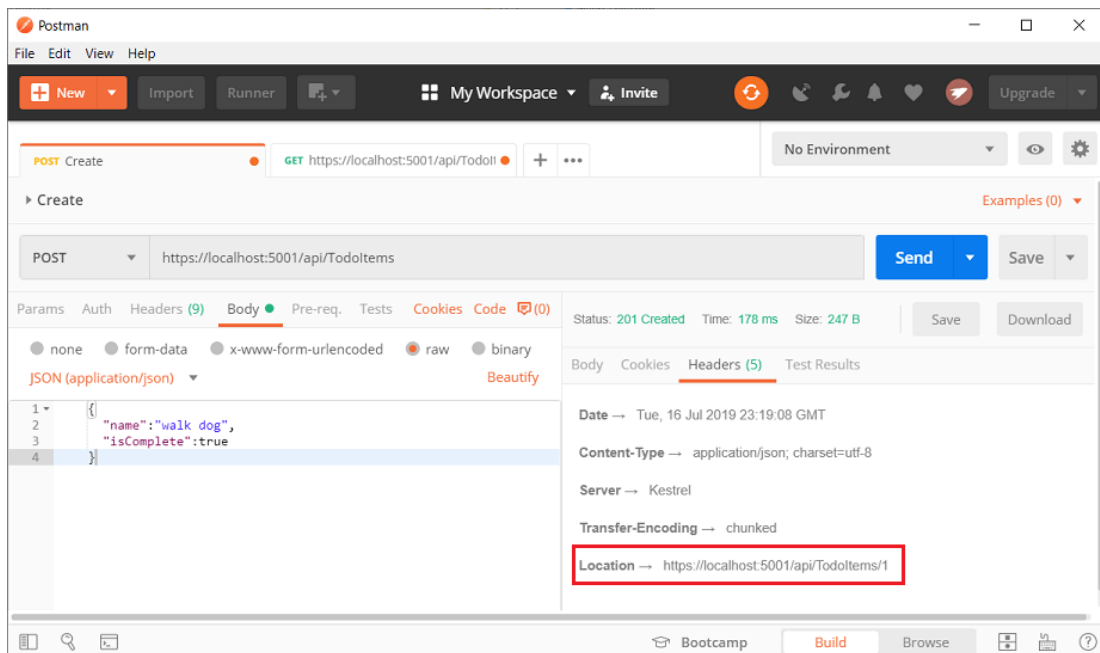 Postman
File Edit View Help
New Import Runner My Workspace Invite Upgrade
POST Create GET https://localhost:5001/api/TodoI No Environment
Create Examples (0)
POST https://localhost:5001/api/TodoItems Send Save
Params Auth Headers (9) Body Pre-req. Tests Cookies Code (0)
none form-data x-www-form-urlencoded raw binary
JSON (application/json) Beautify
1 {
2 "name":"walk dog",
3 "isComplete":true
4 }
Status: 201 Created Time: 178 ms Size: 247 B Save Download
Body Cookies Headers (5) Test Results
Date → Tue, 16 Jul 2019 23:19:08 GMT
Content-Type → application/json; charset=utf-8
Server → Kestrel
Transfer-Encoding → chunked
Location → https://localhost:5001/api/TodoItems/1
Bootcamp Build Browse